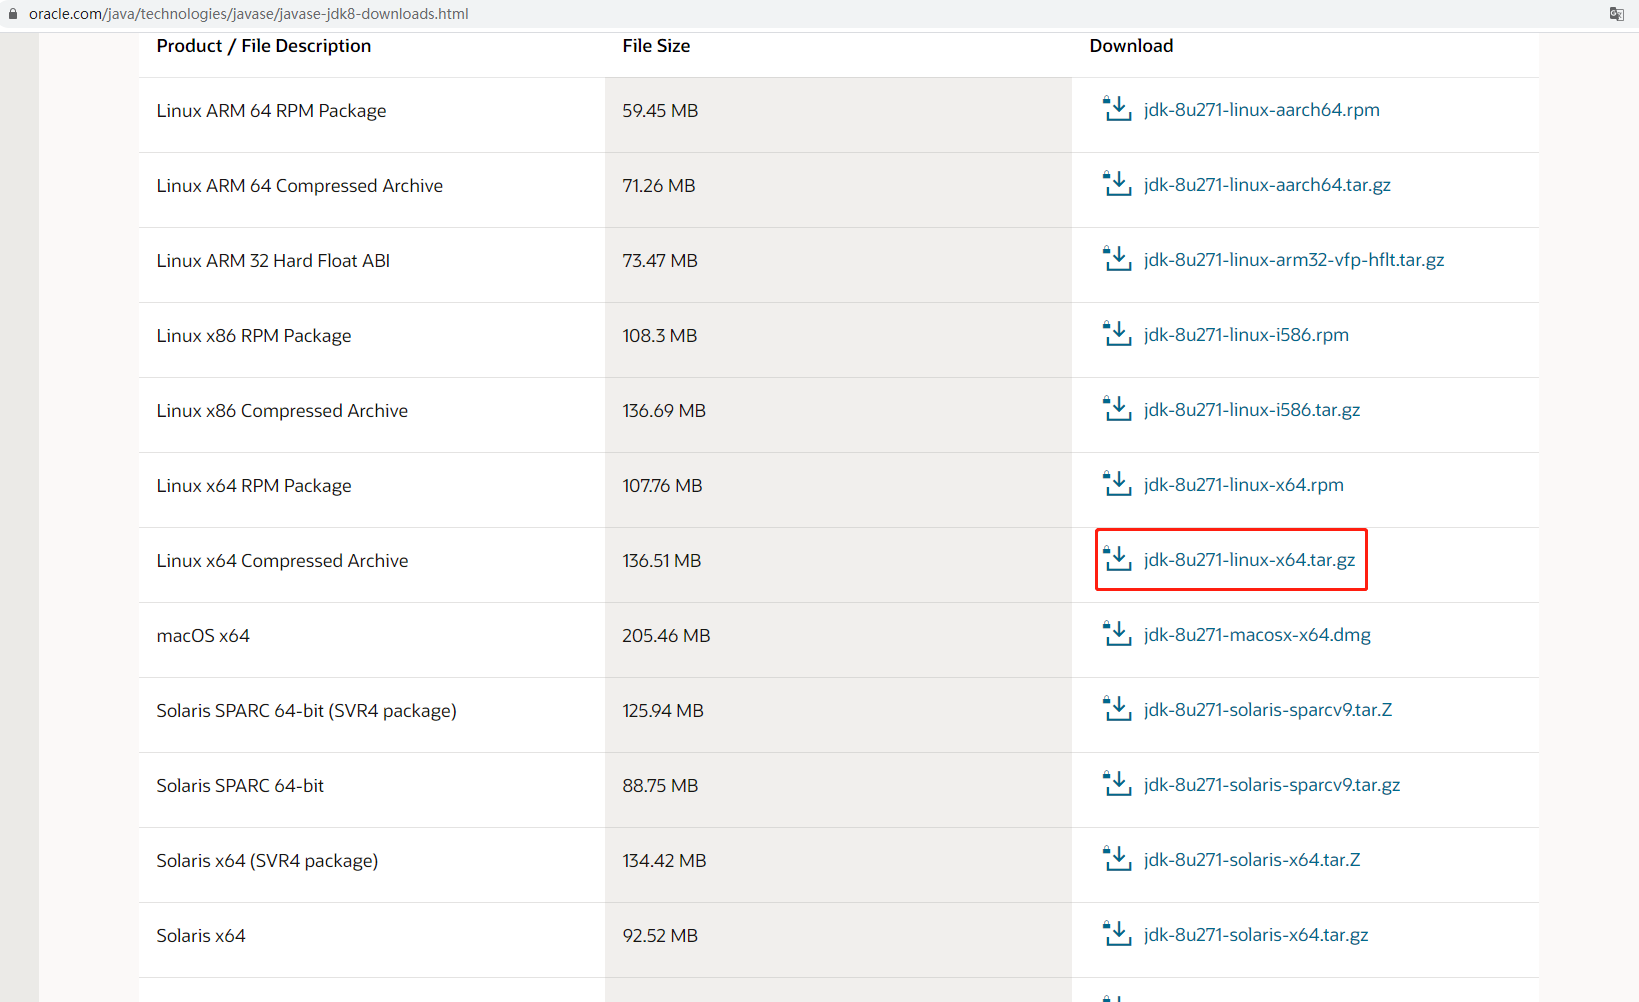 oracle.com/java/technologies/javase/javase-jdk8-downloads.html
Product / File Description File Size Download
Linux ARM 64 RPM Package 59.45 MB jdk-8u271-linux-aarch64.rpm
Linux ARM 64 Compressed Archive 71.26 MB jdk-8u271-linux-aarch64.tar.gz
Linux ARM 32 Hard Float ABI 73.47 MB jdk-8u271-linux-arm32-vfp-hflt.tar.gz
Linux x86 RPM Package 108.3 MB jdk-8u271-linux-i586.rpm
Linux x86 Compressed Archive 136.69 MB jdk-8u271-linux-i586.tar.gz
Linux x64 RPM Package 107.76 MB jdk-8u271-linux-x64.rpm
Linux x64 Compressed Archive 136.51 MB jdk-8u271-linux-x64.tar.gz
macOS x64 205.46 MB jdk-8u271-macosx-x64.dmg
Solaris SPARC 64-bit (SVR4 package) 125.94 MB jdk-8u271-solaris-sparcv9.tar.Z
Solaris SPARC 64-bit 88.75 MB jdk-8u271-solaris-sparcv9.tar.gz
Solaris x64 (SVR4 package) 134.42 MB jdk-8u271-solaris-x64.tar.Z
Solaris x64 92.52 MB jdk-8u271-solaris-x64.tar.gz